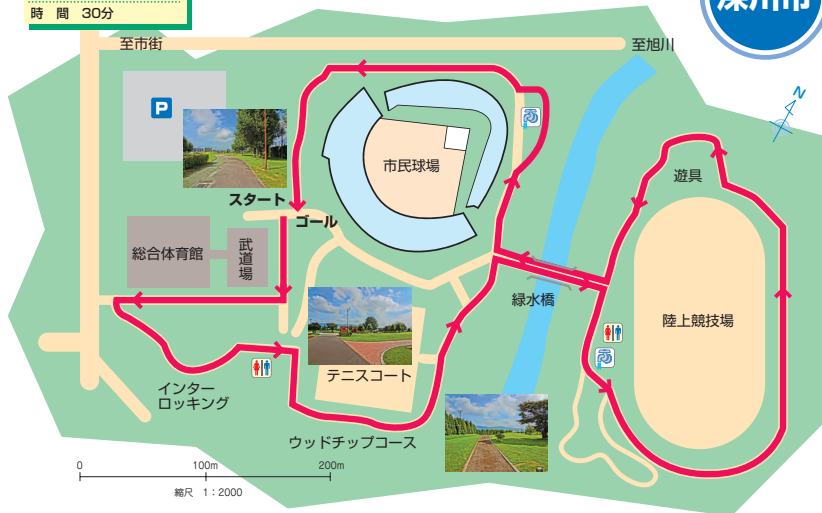 時 間 30分
深川市
至市街
至旭川
N
P
市民球場
遊具
スタート
ゴール
総合体育館
武道場
緑水橋
陸上競技場
テニスコート
インター
ロッキング
ウッドチップコース
0 100m 200m
縮尺 1:2000